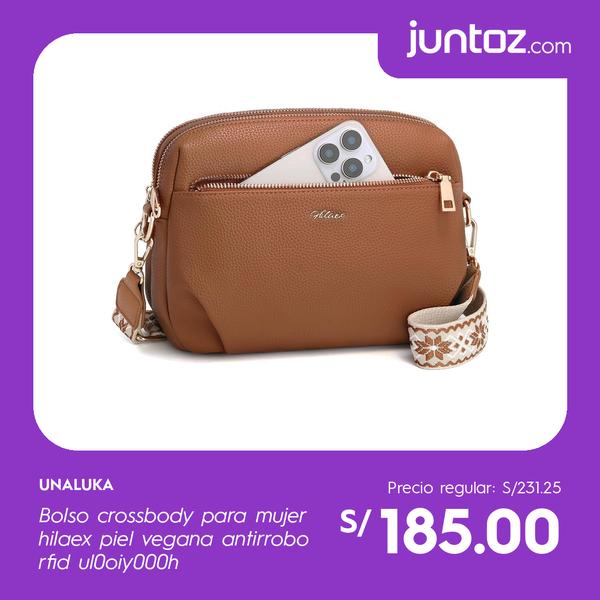 juntoz.com
UNALUKA
Bolso crossbody para mujer
hilaex piel vegana antirrobo
rfid ul0oiy000h
Precio regular: S/231.25
S/185.00